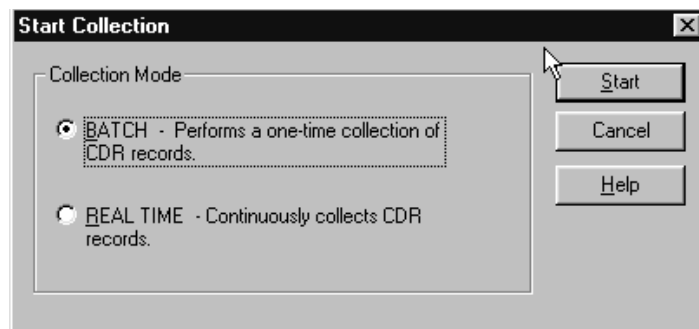 Start Collection
Collection Mode
BATCH - Performs a one-time collection of
CDR records.
REAL TIME - Continuously collects CDR
records.
Start
Cancel
Help